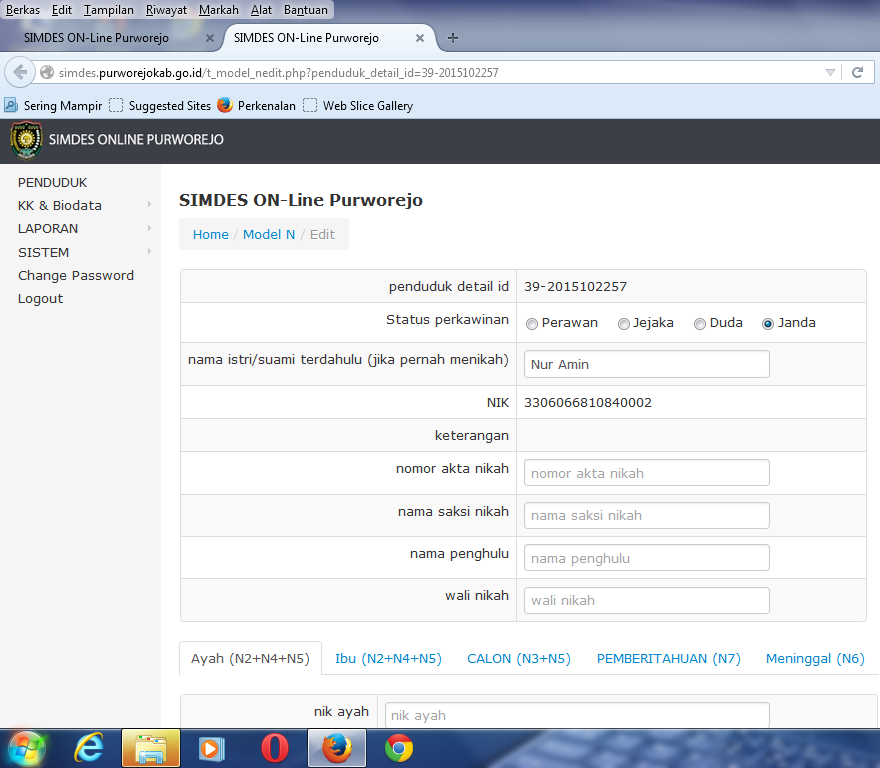 Berkas Edit Tampilan Riwayat Markah Alat Bantuan
SIMDES ON-Line Purworejo × SIMDES ON-Line Purworejo × +
simdes.purworejokab.go.id/t_model_nedit.php?penduduk_detail_id=39-2015102257
Sering Mampir Suggested Sites Perkenalan Web Slice Gallery
SIMDES ONLINE PURWOREJO
PENDUDUK
KK & Biodata
LAPORAN
SISTEM
Change Password
Logout
SIMDES ON-Line Purworejo
Home / Model N / Edit
penduduk detail id 39-2015102257
Status perkawinan Perawan Jejaka Duda Janda
nama istri/suami terdahulu (jika pernah menikah) Nur Amin
NIK 3306066810840002
keterangan
nomor akta nikah nomor akta nikah
nama saksi nikah nama saksi nikah
nama penghulu nama penghulu
wali nikah wali nikah
Ayah (N2+N4+N5) Ibu (N2+N4+N5) CALON (N3+N5) PEMBERITAHUAN (N7) Meninggal (N6)
nik ayah nik ayah